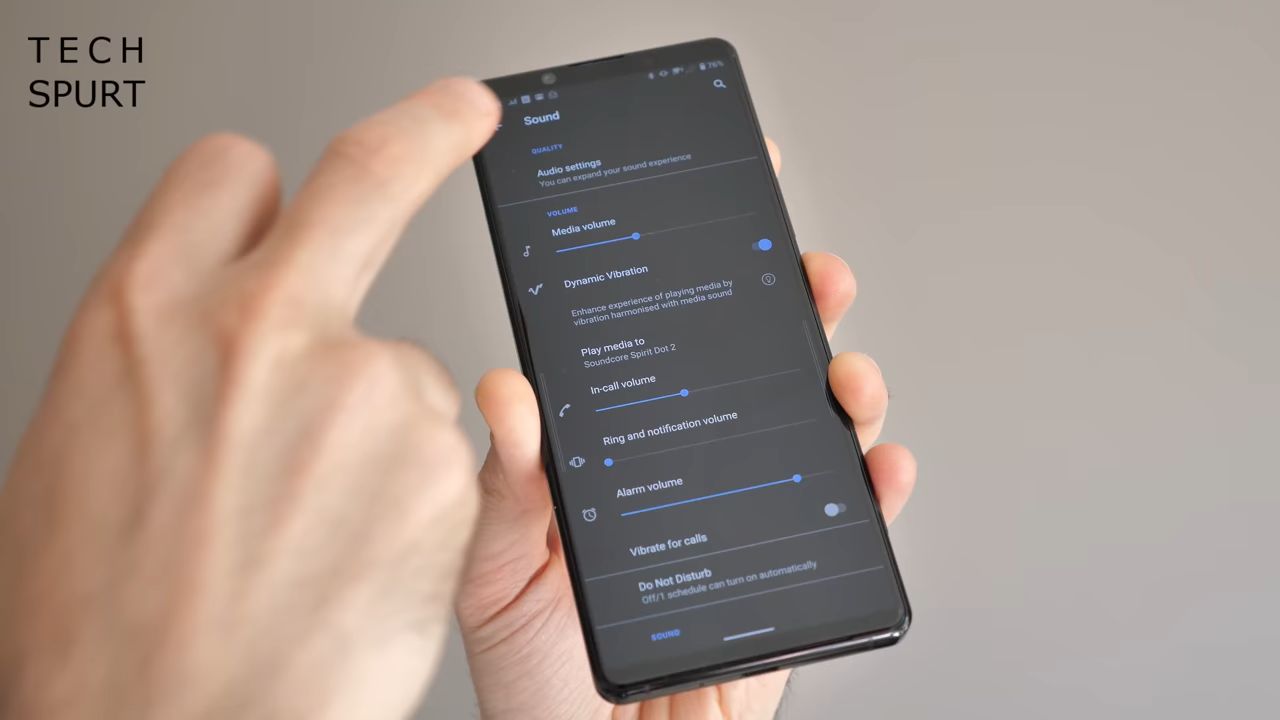 TECH
SPURT
76%
Sound
QUALITY
Audio settings
You can expand your sound experience
VOLUME
Media volume
Dynamic Vibration
Enhance experience of playing media by
vibration harmonised with media sound
Play media to
Soundcore Spirit Dot 2
In-call volume
Ring and notification volume
Alarm volume
Vibrate for calls
Do Not Disturb
Off/1 schedule can turn on automatically
SOUND